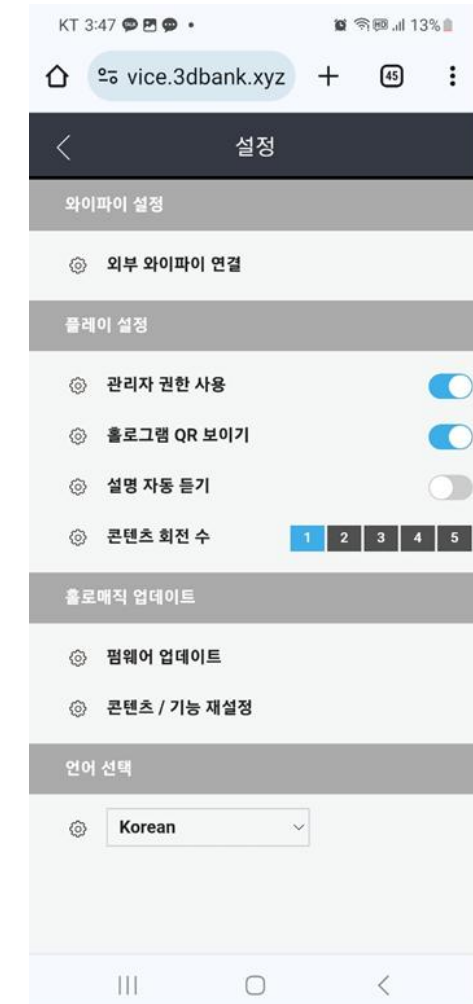 KT 3:47 13%
vice.3dbank.xyz 45
설정
와이파이 설정
외부 와이파이 연결
플레이 설정
관리자 권한 사용
홀로그램 QR 보이기
설명 자동 듣기
콘텐츠 회전 수 1 2 3 4 5
홀로매직 업데이트
펌웨어 업데이트
콘텐츠 / 기능 재설정
언어 선택
Korean